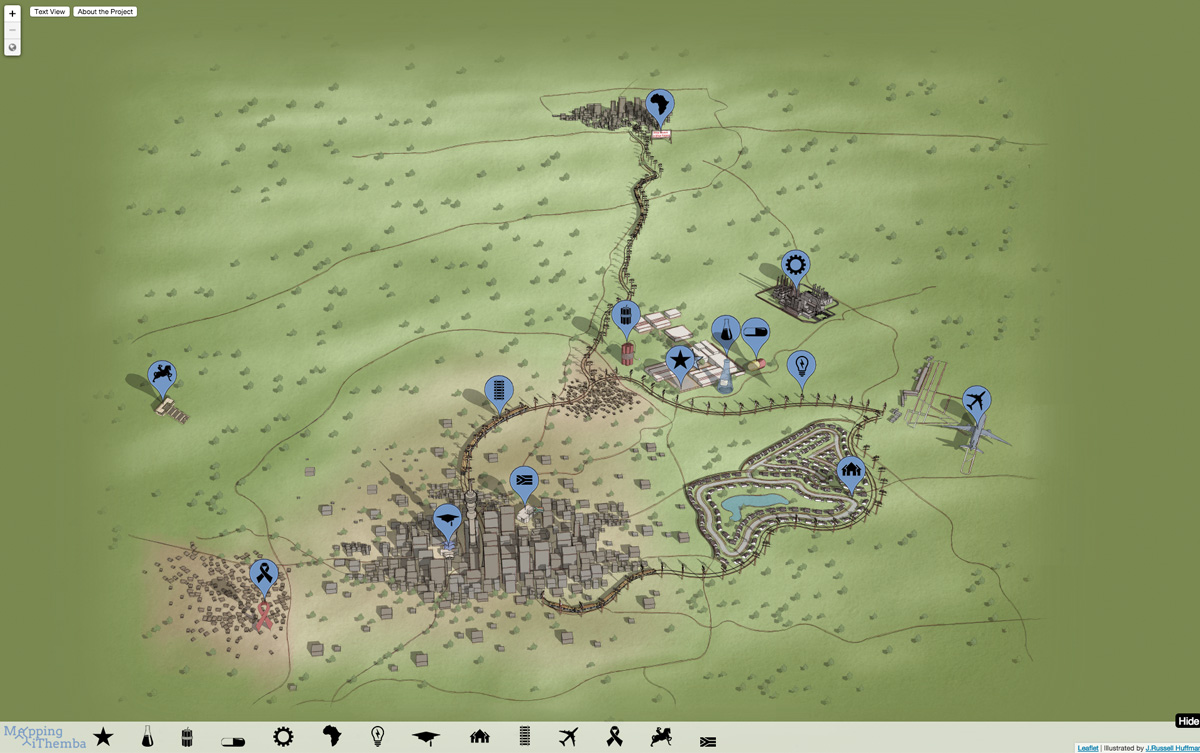 +
Text View
About the Project
−
Hide
Mapping
iThemba
Leaflet | Illustrated by J.Russell Huffman